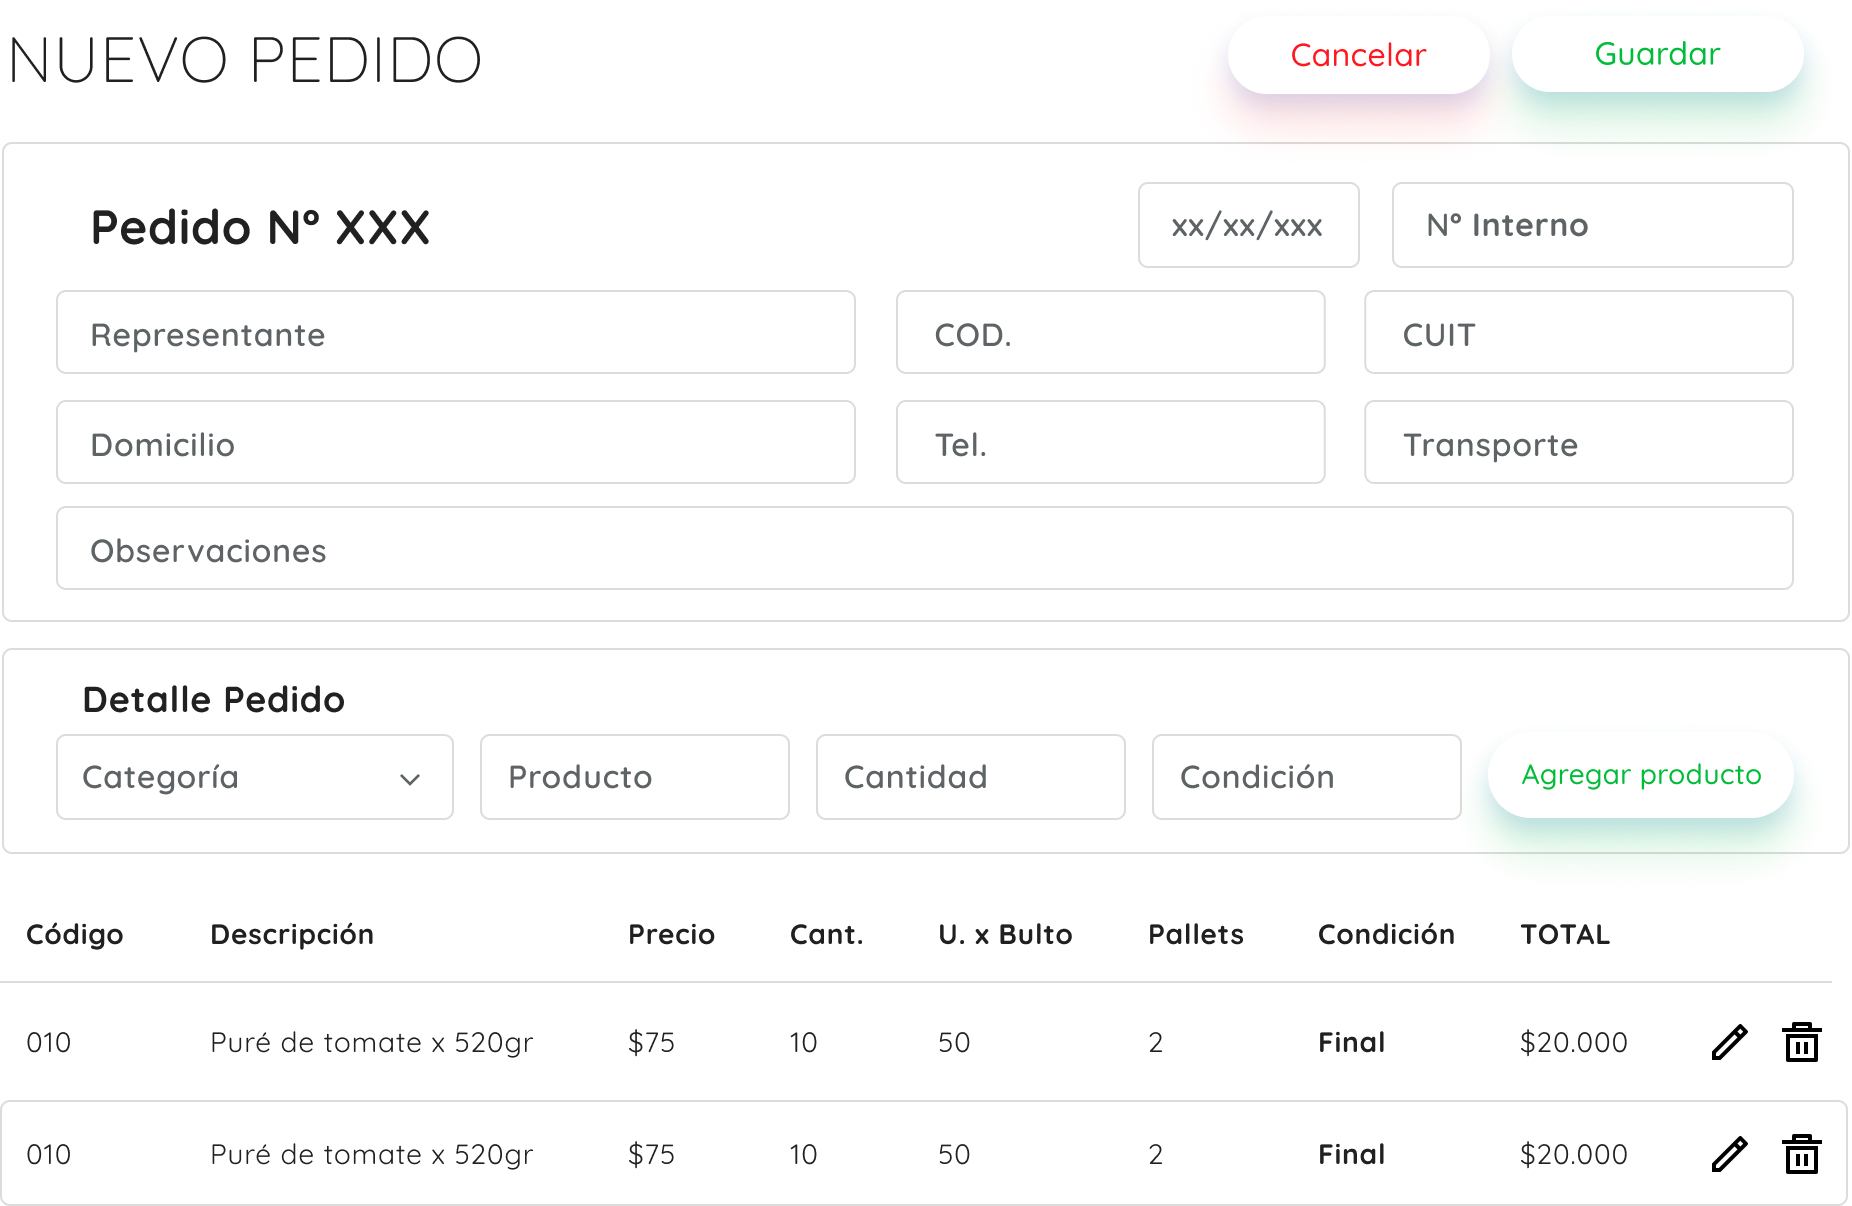 NUEVO PEDIDO Cancelar Guardar
Pedido Nº XXX xx/xx/xxx Nº Interno
Representante COD. CUIT
Domicilio Tel. Transporte
Observaciones
Detalle Pedido
Categoría Producto Cantidad Condición Agregar producto
Código Descripción Precio Cant. U. x Bulto Pallets Condición TOTAL
010 Puré de tomate x 520gr $75 10 50 2 Final $20.000
010 Puré de tomate x 520gr $75 10 50 2 Final $20.000